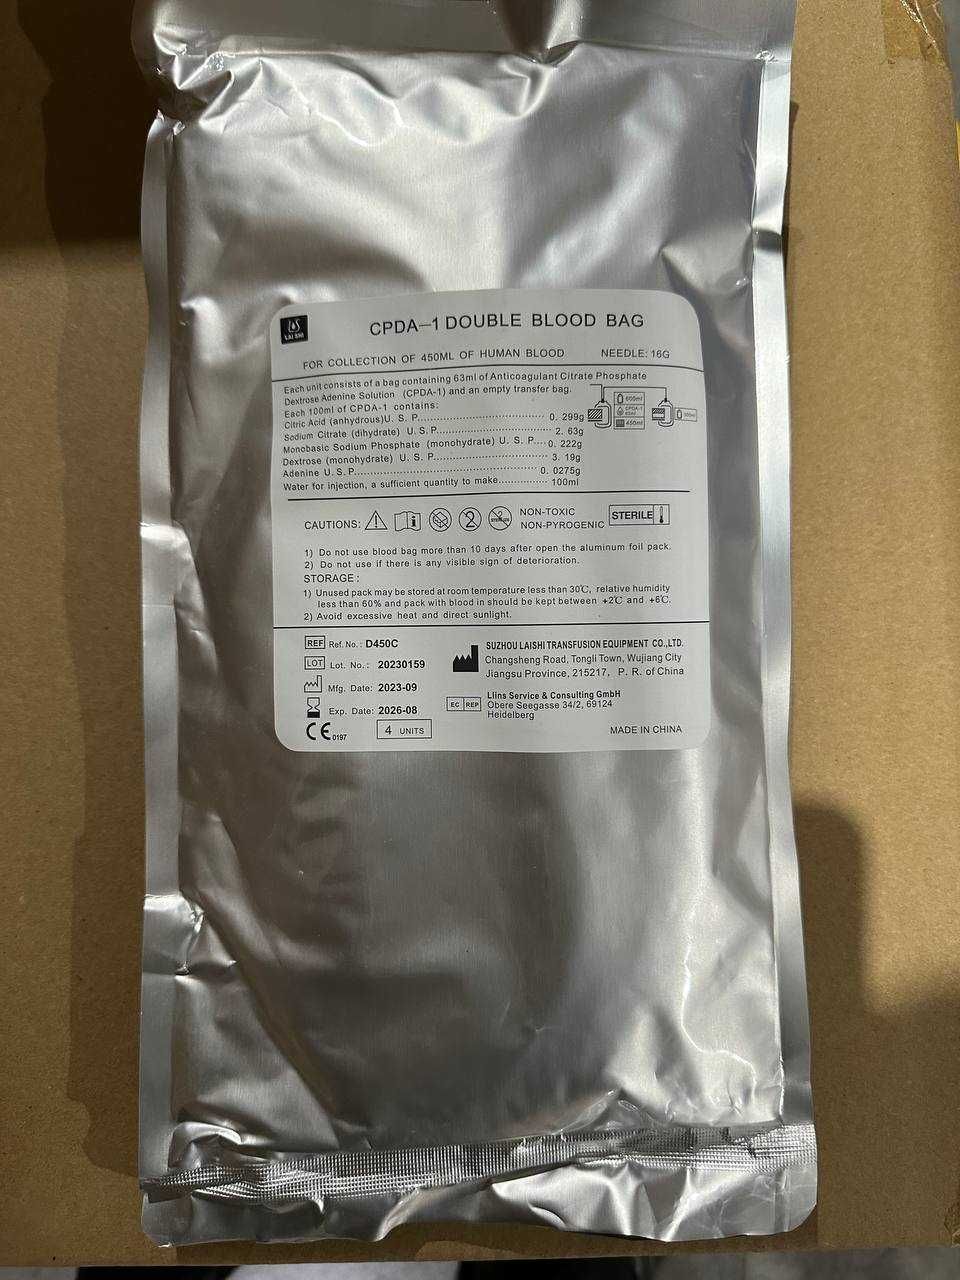 LAI SHI
CPDA—1 DOUBLE BLOOD BAG
FOR COLLECTION OF 450ML OF HUMAN BLOOD NEEDLE: 16G
Each unit consists of a bag containing 63ml of Anticoagulant Citrate Phosphate
Dextrose Adenine Solution (CPDA-1) and an empty transfer bag.
Each 100ml of CPDA-1 contains:
Citric Acid (anhydrous)U. S. P. 0. 299g
Sodium Citrate (dihydrate) U. S. P. 2. 63g
Monobasic Sodium Phosphate (monohydrate) U. S. P. 0. 222g
Dextrose (monohydrate) U. S. P. 3. 19g
Adenine U. S. P. 0. 0275g
Water for injection, a sufficient quantity to make 100ml
600ml
CPDA-1
63ml
450ml
CAUTIONS:
2
NON-TOXIC
NON-PYROGENIC
STERILE
1) Do not use blood bag more than 10 days after open the aluminum foil pack.
2) Do not use if there is any visible sign of deterioration.
STORAGE:
1) Unused pack may be stored at room temperature less than 30℃, relative humidity
less than 60% and pack with blood in should be kept between +2℃ and +6℃.
2) Avoid excessive heat and direct sunlight.
REF Ref. No.: D450C
LOT Lot. No.: 20230159
Mfg. Date: 2023-09
Exp. Date: 2026-08
CE 0197
4 UNITS
SUZHOU LAISHI TRANSFUSION EQUIPMENT CO.,LTD.
Changsheng Road, Tongli Town, Wujiang City
Jiangsu Province, 215217, P. R. of China
EC REP
Llins Service & Consulting GmbH
Obere Seegasse 34/2, 69124
Heidelberg
MADE IN CHINA